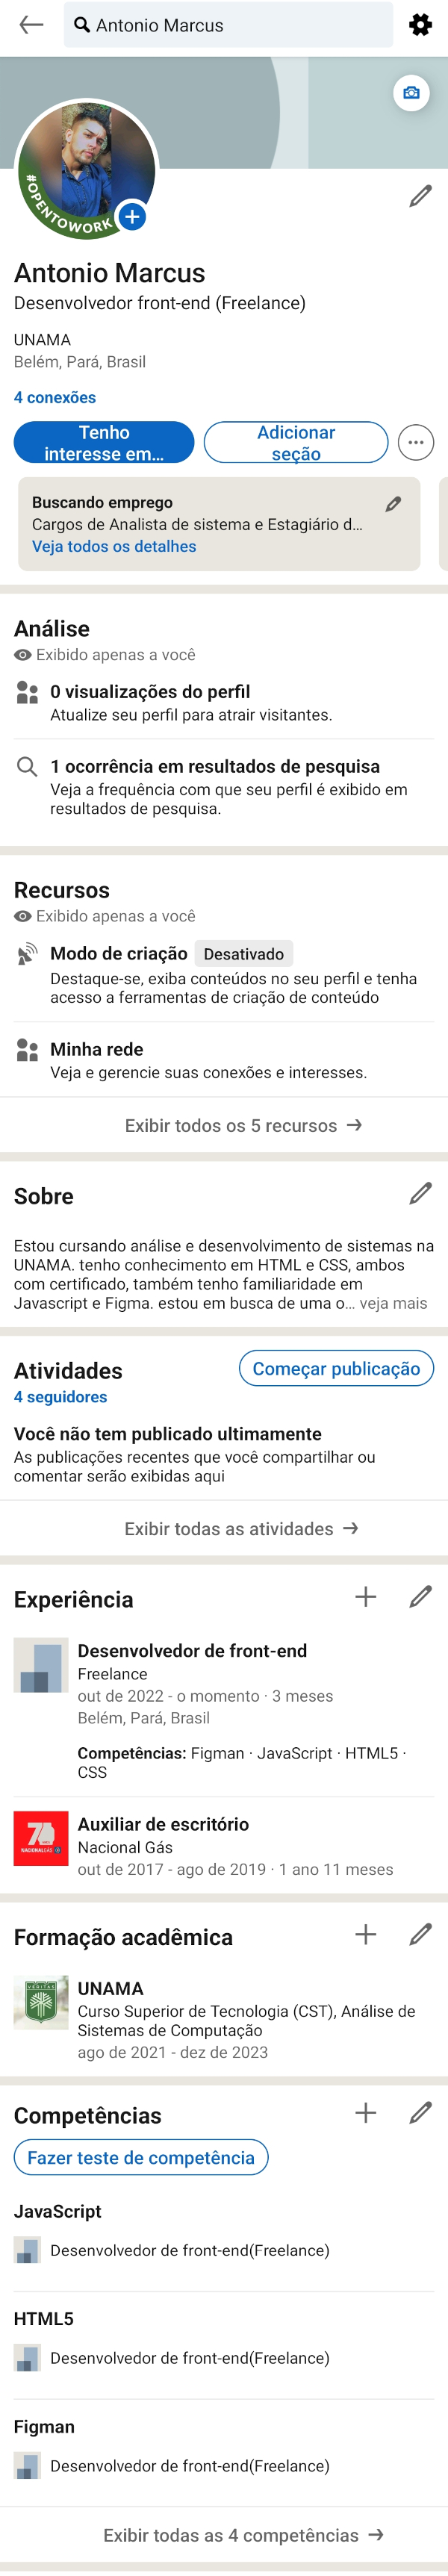 Antonio Marcus
#OPENTOWORK
Antonio Marcus
Desenvolvedor front-end (Freelance)
UNAMA
Belém, Pará, Brasil
4 conexões
Tenho
interesse em...
Adicionar
seção
Buscando emprego
Cargos de Analista de sistema e Estagiário d...
Veja todos os detalhes
Análise
Exibido apenas a você
0 visualizações do perfil
Atualize seu perfil para atrair visitantes.
1 ocorrência em resultados de pesquisa
Veja a frequência com que seu perfil é exibido em
resultados de pesquisa.
Recursos
Exibido apenas a você
Modo de criação Desativado
Destaque-se, exiba conteúdos no seu perfil e tenha
acesso a ferramentas de criação de conteúdo
Minha rede
Veja e gerencie suas conexões e interesses.
Exibir todos os 5 recursos →
Sobre
Estou cursando análise e desenvolvimento de sistemas na
UNAMA. tenho conhecimento em HTML e CSS, ambos
com certificado, também tenho familiaridade em
Javascript e Figma. estou em busca de uma o... veja mais
Atividades
Começar publicação
4 seguidores
Você não tem publicado ultimamente
As publicações recentes que você compartilhar ou
comentar serão exibidas aqui
Exibir todas as atividades →
Experiência
Desenvolvedor de front-end
Freelance
out de 2022 - o momento · 3 meses
Belém, Pará, Brasil
Competências: Figman · JavaScript · HTML5 ·
CSS
70
NACIONALGÁS
Auxiliar de escritório
Nacional Gás
out de 2017 - ago de 2019 · 1 ano 11 meses
Formação acadêmica
VERITAS
UNAMA
Curso Superior de Tecnologia (CST), Análise de
Sistemas de Computação
ago de 2021 - dez de 2023
Competências
Fazer teste de competência
JavaScript
Desenvolvedor de front-end(Freelance)
HTML5
Desenvolvedor de front-end(Freelance)
Figman
Desenvolvedor de front-end(Freelance)
Exibir todas as 4 competências →